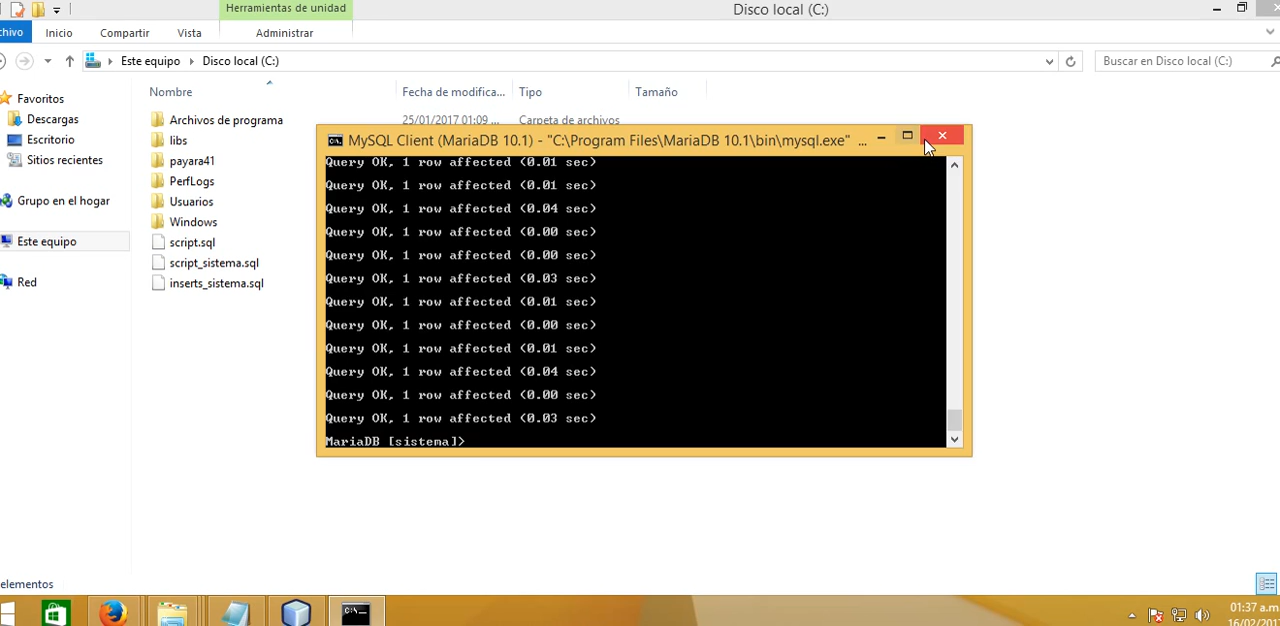 Herramientas de unidad
Disco local (C:)
chivo
Inicio
Compartir
Vista
Administrar
Este equipo
Disco local (C:)
Buscar en Disco local (C:)
Nombre
Fecha de modifica...
Tipo
Tamaño
Favoritos
Descargas
Escritorio
Sitios recientes
Grupo en el hogar
Este equipo
Red
Archivos de programa
25/01/2017 01:09 ...
Carpeta de archivos
libs
payara41
PerfLogs
Usuarios
Windows
script.sql
script_sistema.sql
inserts_sistema.sql
MySQL Client (MariaDB 10.1) - "C:\Program Files\MariaDB 10.1\bin\mysql.exe" ...
Query OK, 1 row affected (0.01 sec)
Query OK, 1 row affected (0.01 sec)
Query OK, 1 row affected (0.04 sec)
Query OK, 1 row affected (0.00 sec)
Query OK, 1 row affected (0.00 sec)
Query OK, 1 row affected (0.03 sec)
Query OK, 1 row affected (0.01 sec)
Query OK, 1 row affected (0.00 sec)
Query OK, 1 row affected (0.01 sec)
Query OK, 1 row affected (0.04 sec)
Query OK, 1 row affected (0.00 sec)
Query OK, 1 row affected (0.03 sec)
MariaDB [sistema]>
elementos
01:37 a.m
16/02/201